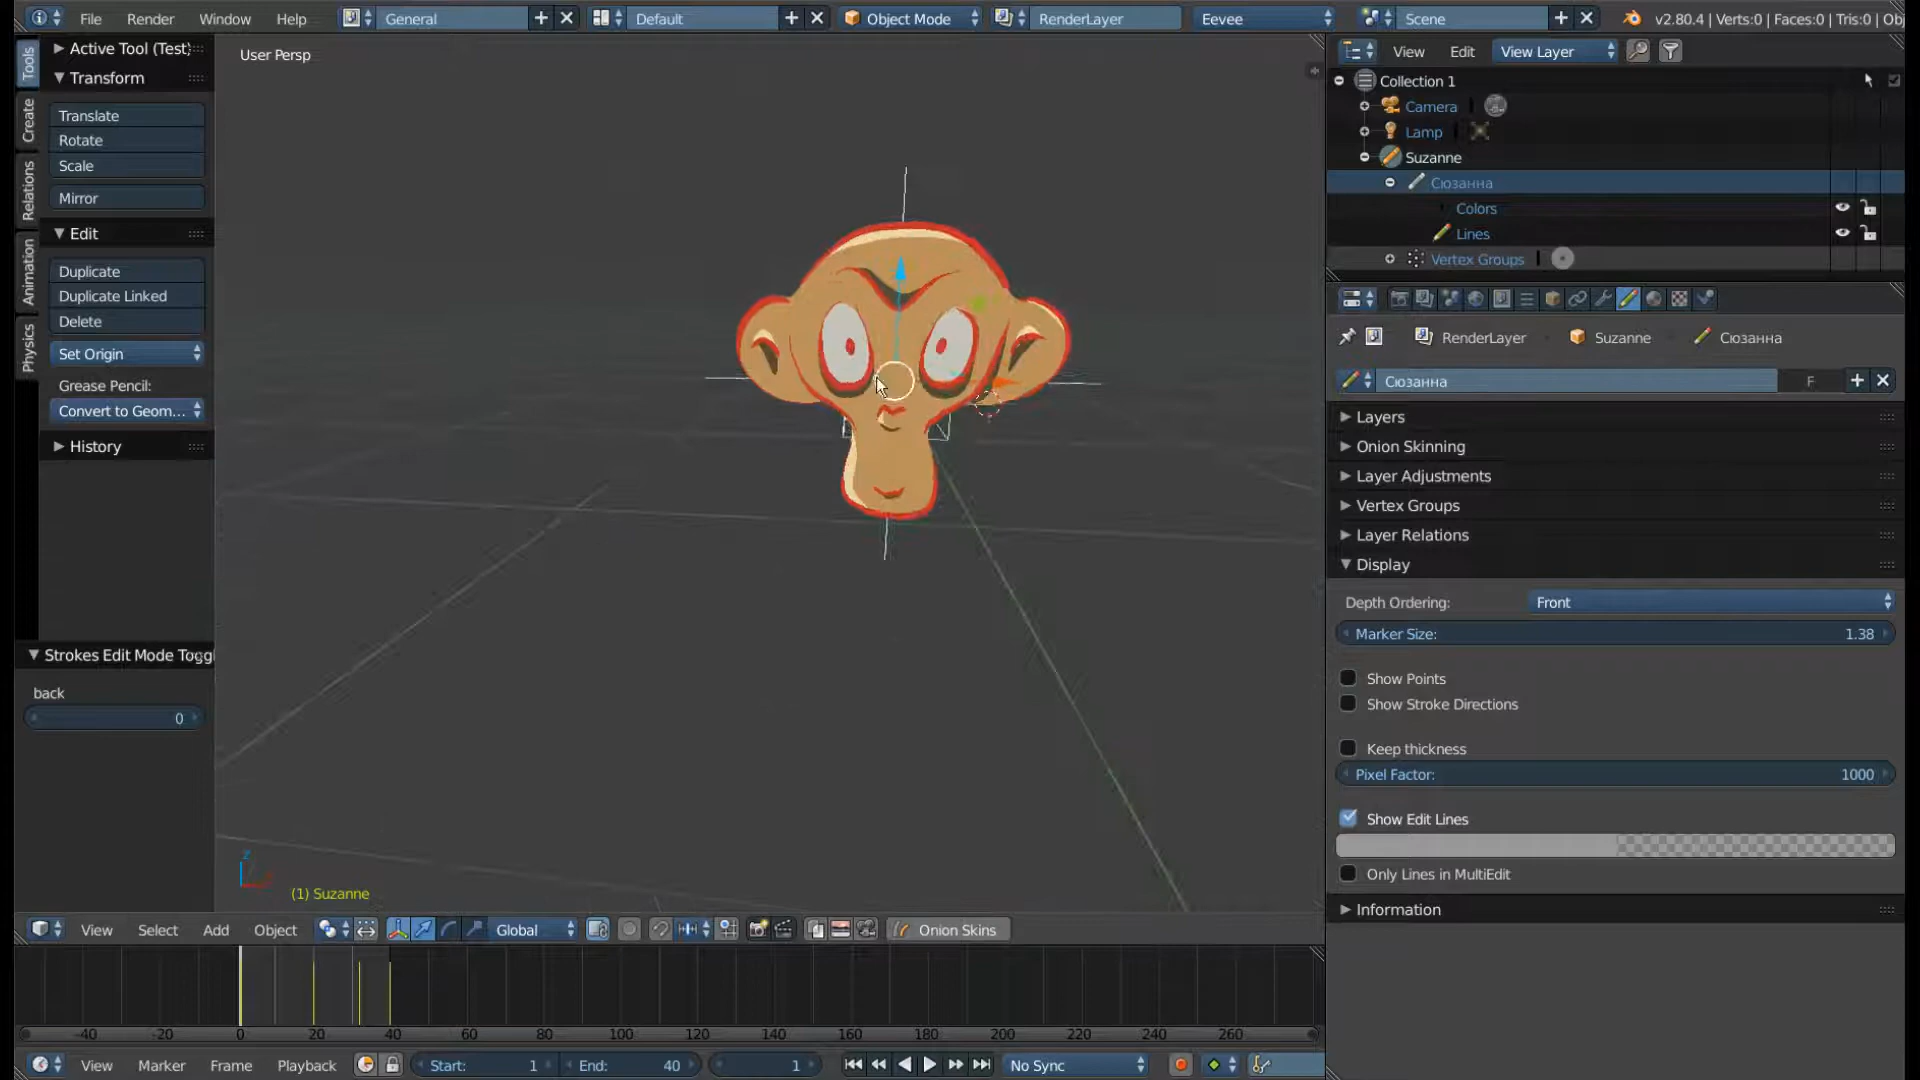 File Render Window Help General Default Object Mode RenderLayer Eevee Scene v2.80.4 | Verts:0 | Faces:0 | Tris:0 | Obj
Tools
Create
Relations
Animation
Physics
Active Tool (Test)
Transform
Translate
Rotate
Scale
Mirror
Edit
Duplicate
Duplicate Linked
Delete
Set Origin
Grease Pencil:
Convert to Geom...
History
Strokes Edit Mode Toggl
back
0
User Persp
Z
(1) Suzanne
View Select Add Object Global Onion Skins
-40 -20 0 20 40 60 80 100 120 140 160 180 200 220 240 260
View Marker Frame Playback Start: 1 End: 40 1 No Sync
View Edit View Layer
Collection 1
Camera
Lamp
Suzanne
Сюзанна
Colors
Lines
Vertex Groups
RenderLayer Suzanne Сюзанна
Сюзанна F
Layers
Onion Skinning
Layer Adjustments
Vertex Groups
Layer Relations
Display
Depth Ordering: Front
Marker Size: 1.38
Show Points
Show Stroke Directions
Keep thickness
Pixel Factor: 1000
Show Edit Lines
Only Lines in MultiEdit
Information